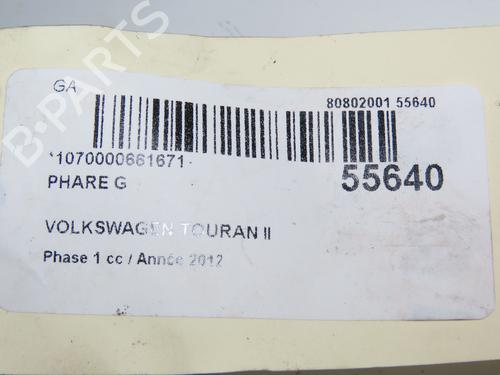 GA
80802001 55640
*1070000661671
PHARE G
55640
VOLKSWAGEN TOURAN II
Phase 1 cc / Année 2012
B-PARTS